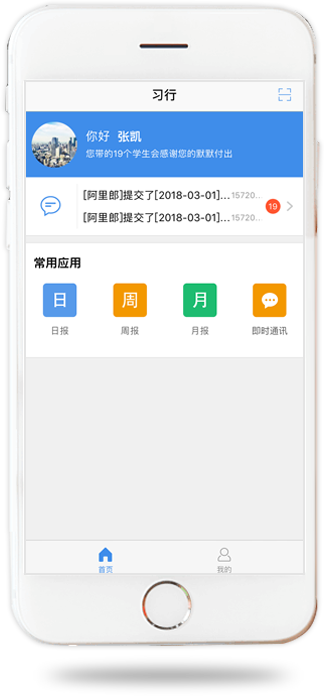 习行
你好 张凯
您带的19个学生会感谢您的默默付出
[阿里郎]提交了[2018-03-01]... 15720..
[阿里郎]提交了[2018-03-01]... 15720..
19
常用应用
日 周 月
日报 周报 月报 即时通讯
首页 我的